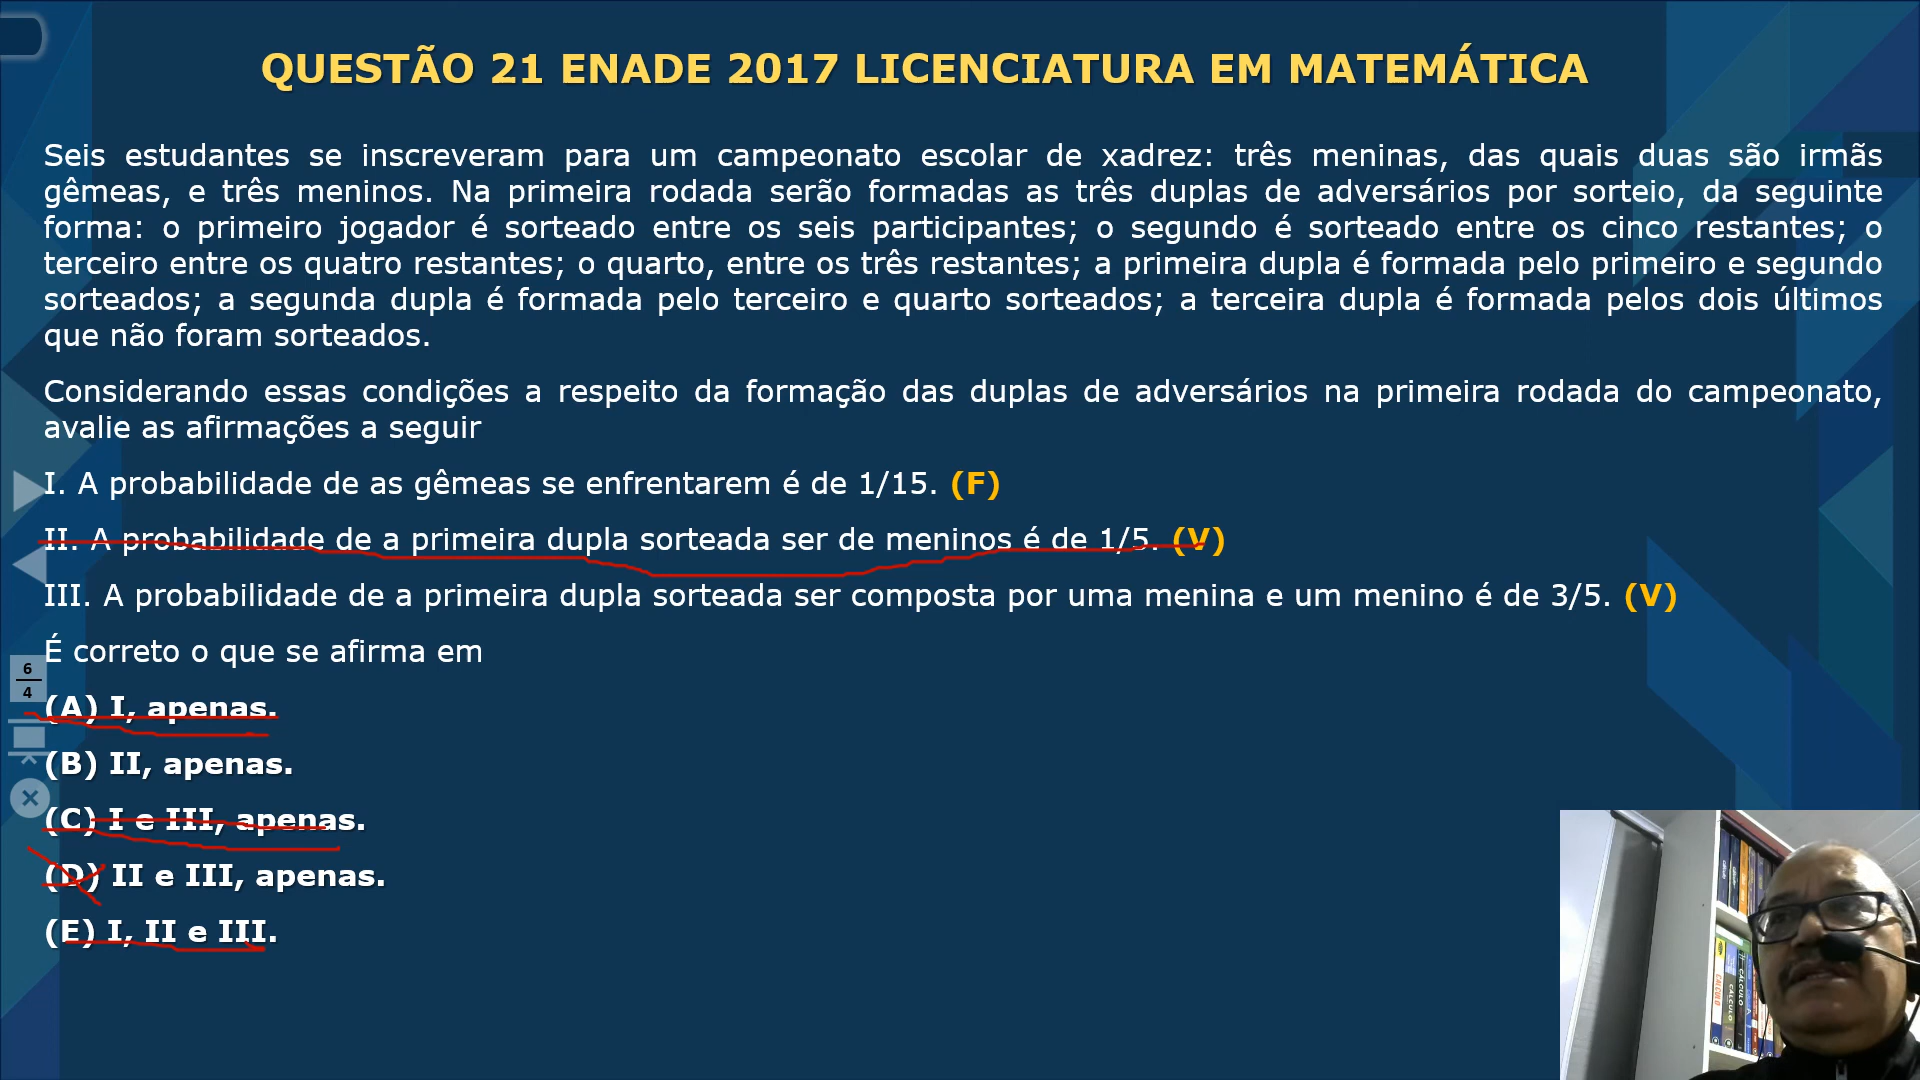 QUESTÃO 21 ENADE 2017 LICENCIATURA EM MATEMÁTICA
Seis estudantes se inscreveram para um campeonato escolar de xadrez: três meninas, das quais duas são irmãs
gêmeas, e três meninos. Na primeira rodada serão formadas as três duplas de adversários por sorteio, da seguinte
forma: o primeiro jogador é sorteado entre os seis participantes; o segundo é sorteado entre os cinco restantes; o
terceiro entre os quatro restantes; o quarto, entre os três restantes; a primeira dupla é formada pelo primeiro e segundo
sorteados; a segunda dupla é formada pelo terceiro e quarto sorteados; a terceira dupla é formada pelos dois últimos
que não foram sorteados.
Considerando essas condições a respeito da formação das duplas de adversários na primeira rodada do campeonato,
avalie as afirmações a seguir
I. A probabilidade de as gêmeas se enfrentarem é de 1/15. (F)
II. A probabilidade de a primeira dupla sorteada ser de meninos é de 1/5. (V)
III. A probabilidade de a primeira dupla sorteada ser composta por uma menina e um menino é de 3/5. (V)
É correto o que se afirma em
6
4
(A) I, apenas.
(B) II, apenas.
(C) I e III, apenas.
(D) II e III, apenas.
(E) I, II e III.
CÁLCULO